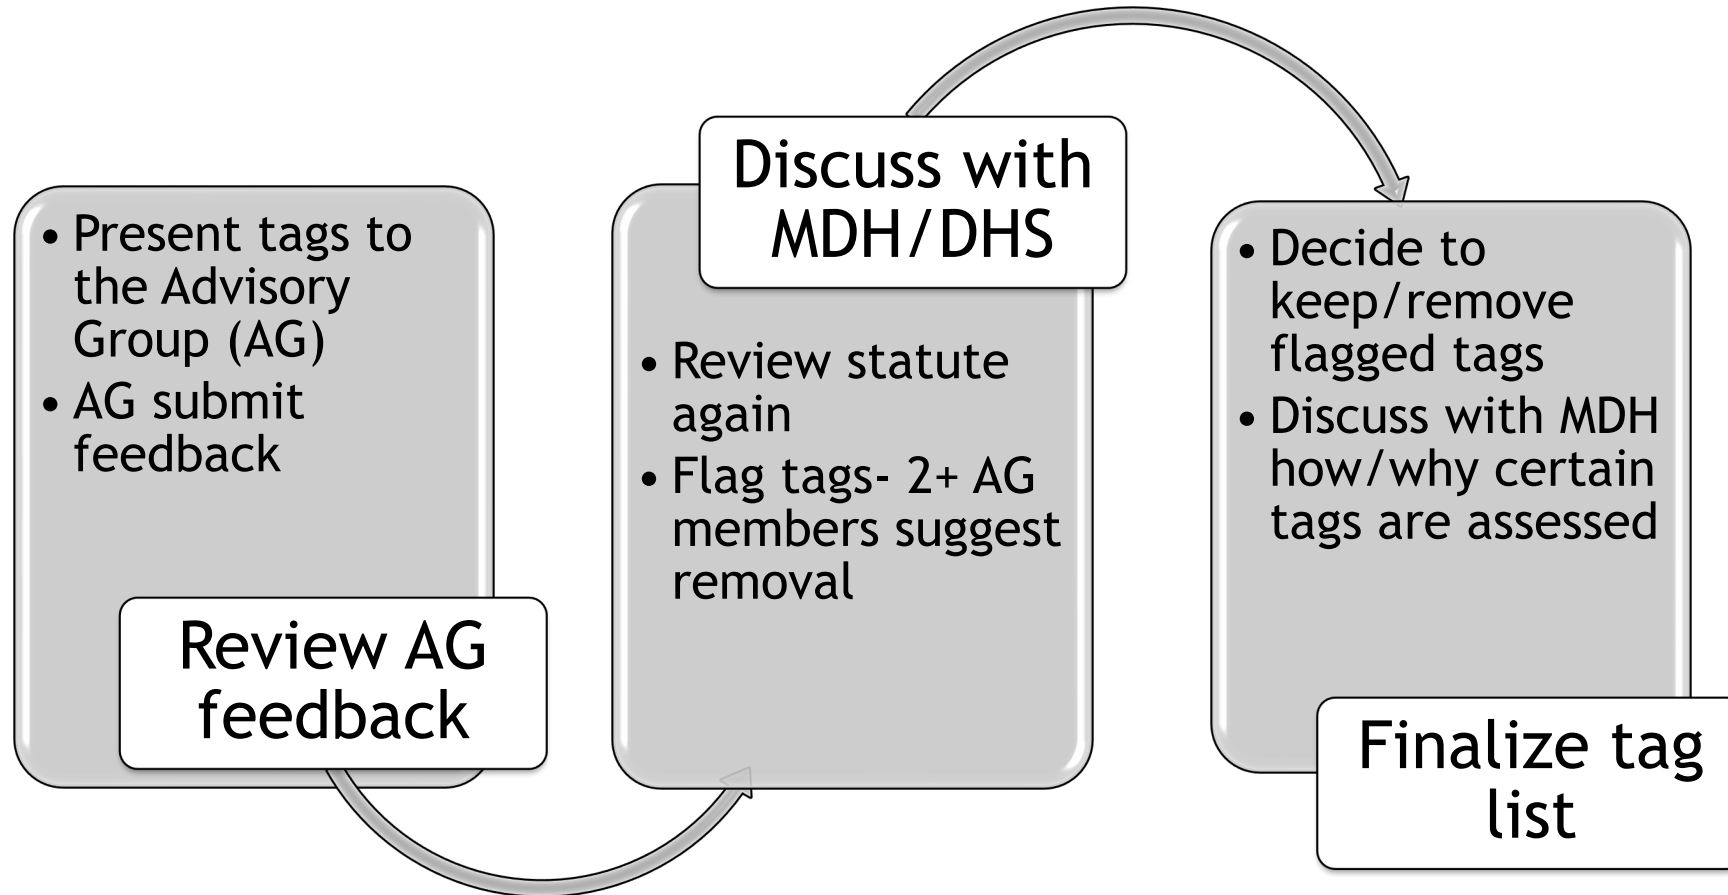 • Present tags to
the Advisory
Group (AG)
• AG submit
feedback
Review AG
feedback
Discuss with
MDH/DHS
• Review statute
again
• Flag tags- 2+ AG
members suggest
removal
• Decide to
keep/remove
flagged tags
• Discuss with MDH
how/why certain
tags are assessed
Finalize tag
list